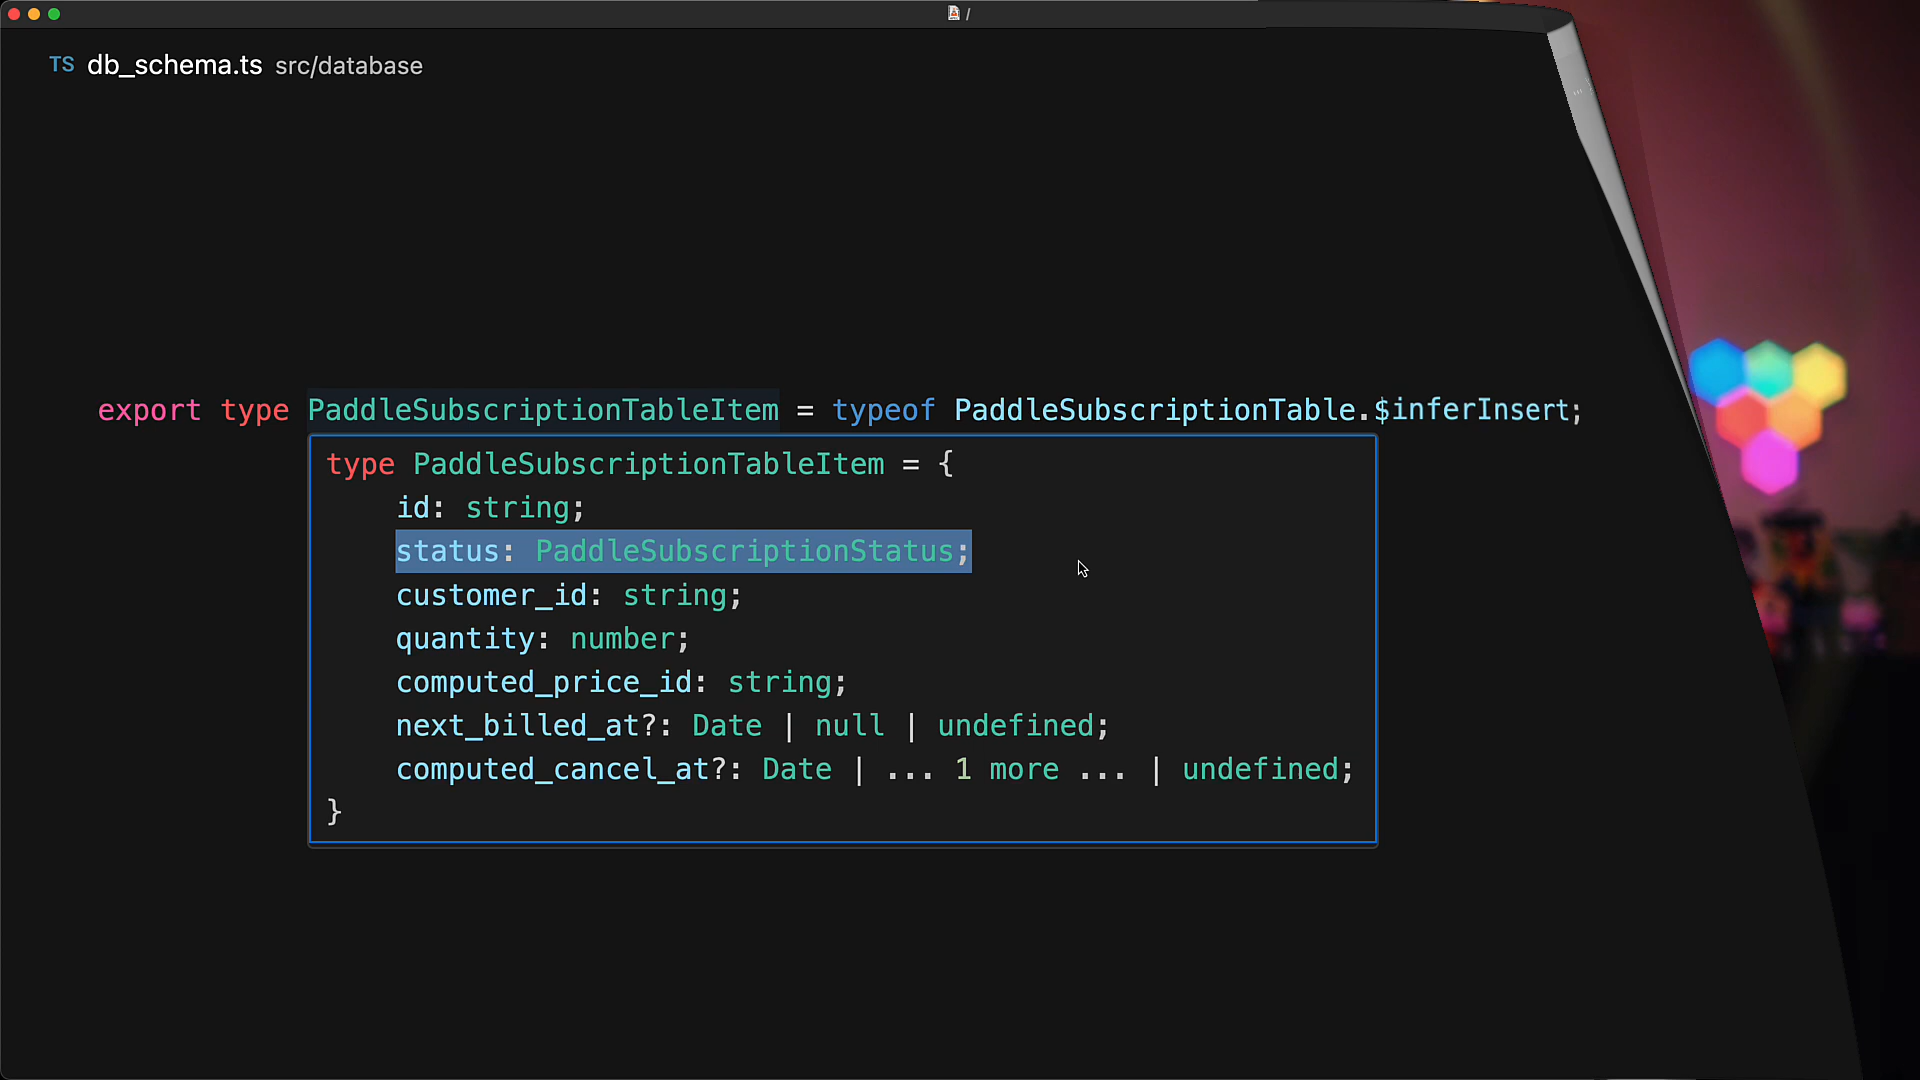 /
TS db_schema.ts src/database
export type PaddleSubscriptionTableItem = typeof PaddleSubscriptionTable.$inferInsert;
type PaddleSubscriptionTableItem = {
id: string;
status: PaddleSubscriptionStatus;
customer_id: string;
quantity: number;
computed_price_id: string;
next_billed_at?: Date | null | undefined;
computed_cancel_at?: Date | ... 1 more ... | undefined;
}